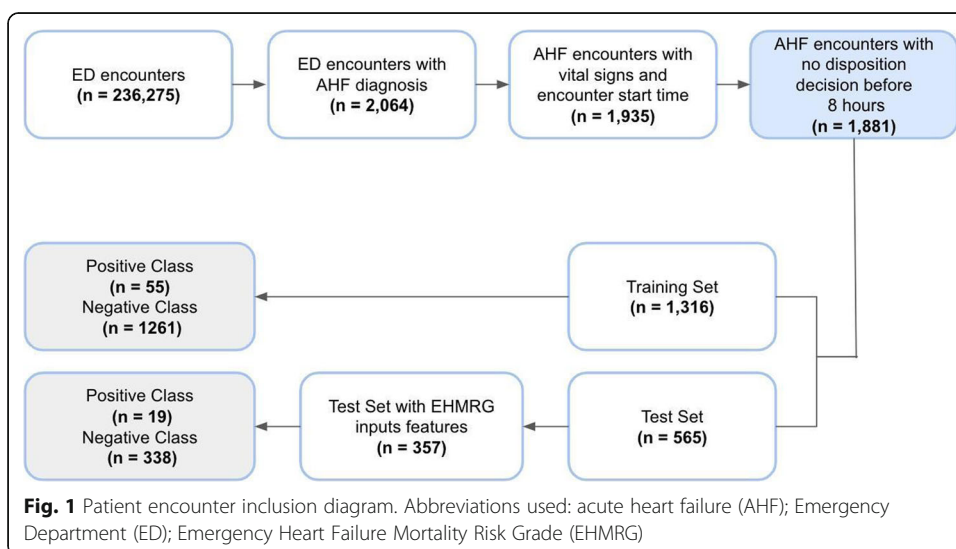 ED encounters
(n = 236,275)
ED encounters with
AHF diagnosis
(n = 2,064)
AHF encounters with
vital signs and
encounter start time
(n = 1,935)
AHF encounters with
no disposition
decision before
8 hours
(n = 1,881)
Positive Class
(n = 55)
Negative Class
(n = 1261)
Training Set
(n = 1,316)
Positive Class
(n = 19)
Negative Class
(n = 338)
Test Set with EHMRG
inputs features
(n = 357)
Test Set
(n = 565)
Fig. 1 Patient encounter inclusion diagram. Abbreviations used: acute heart failure (AHF); Emergency
Department (ED); Emergency Heart Failure Mortality Risk Grade (EHMRG)